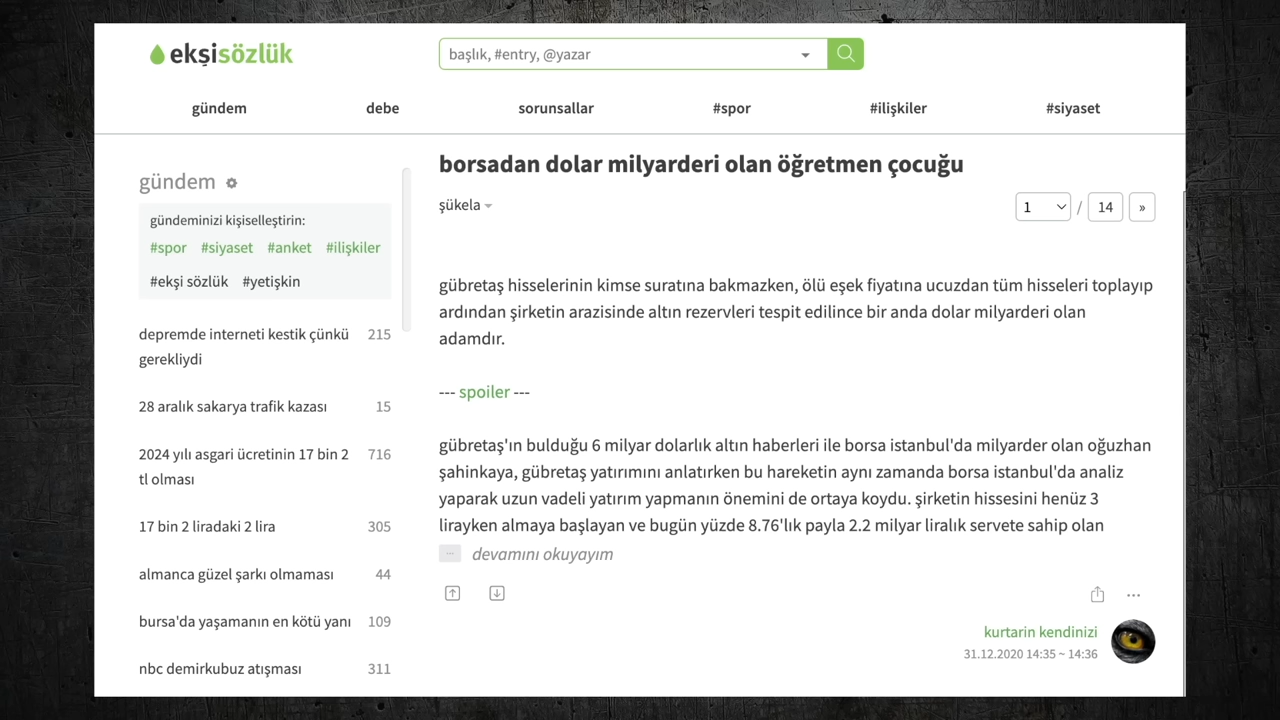 ekşisözlük
başlık, #entry, @yazar
gündem debe sorunsallar #spor #ilişkiler #siyaset
gündem
gündeminizi kişiselleştirin:
#spor #siyaset #anket #ilişkiler
#ekşi sözlük #yetişkin
depremde interneti kestik çünkü 215
gerekliydi
28 aralık sakarya trafik kazası 15
2024 yılı asgari ücretinin 17 bin 2 716
tl olması
17 bin 2 liradaki 2 lira 305
almanca güzel şarkı olmaması 44
bursa'da yaşamanın en kötü yanı 109
nbc demirkubuz atışması 311
borsadan dolar milyarderi olan öğretmen çocuğu
şükela
1 / 14 »
gübretaş hisselerinin kimse suratına bakmazken, ölü eşek fiyatına ucuzdan tüm hisseleri toplayıp
ardından şirketin arazisinde altın rezervleri tespit edilince bir anda dolar milyarderi olan
adamdır.
--- spoiler ---
gübretaş'ın bulduğu 6 milyar dolarlık altın haberleri ile borsa istanbul'da milyarder olan oğuzhan
şahinkaya, gübretaş yatırımını anlatırken bu hareketin aynı zamanda borsa istanbul'da analiz
yaparak uzun vadeli yatırım yapmanın önemini de ortaya koydu. şirketin hissesini henüz 3
lirayken almaya başlayan ve bugün yüzde 8.76'lık payla 2.2 milyar liralık servete sahip olan
... devamını okuyayım
kurtarin kendinizi
31.12.2020 14:35 ~ 14:36